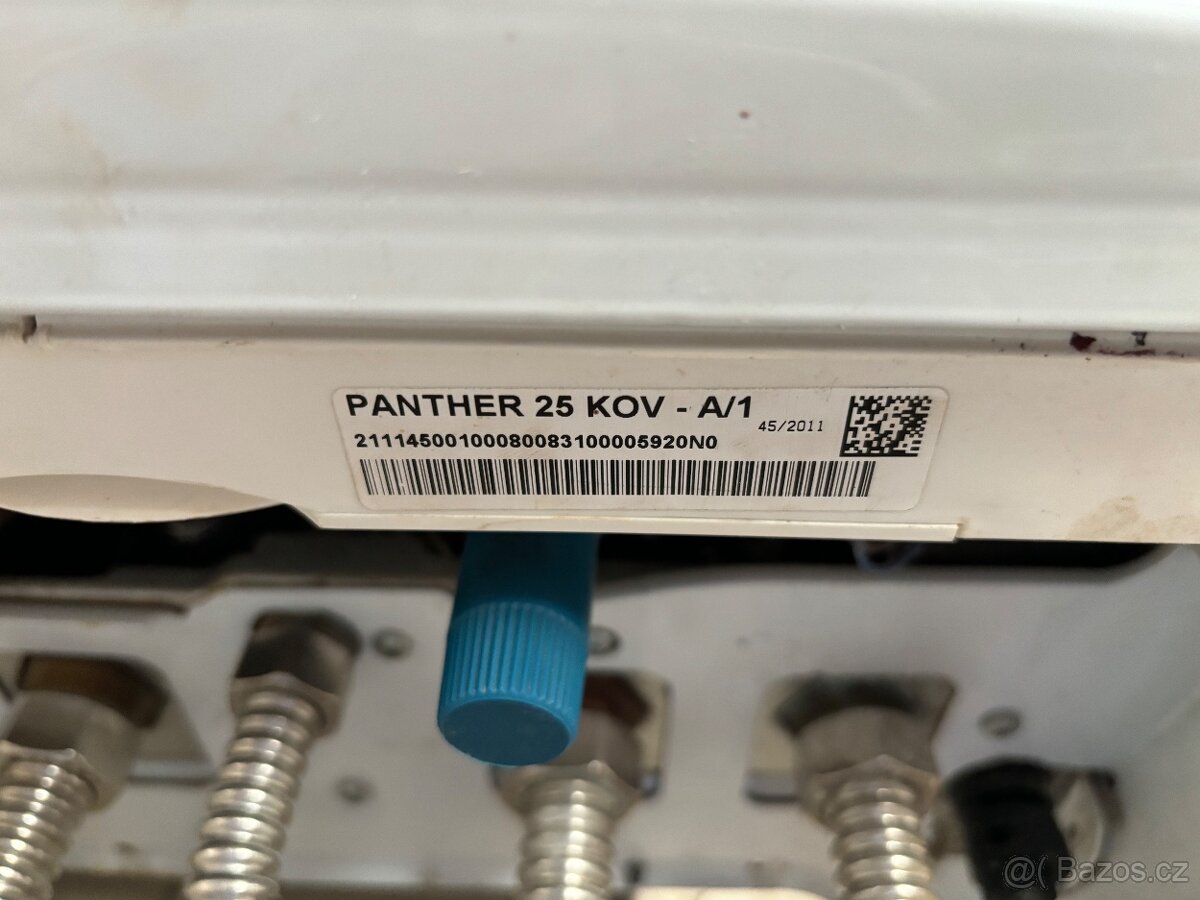 PANTHER 25 KOV - A/1
45/2011
21114500100080083100005920N0
@( Bazos.cz